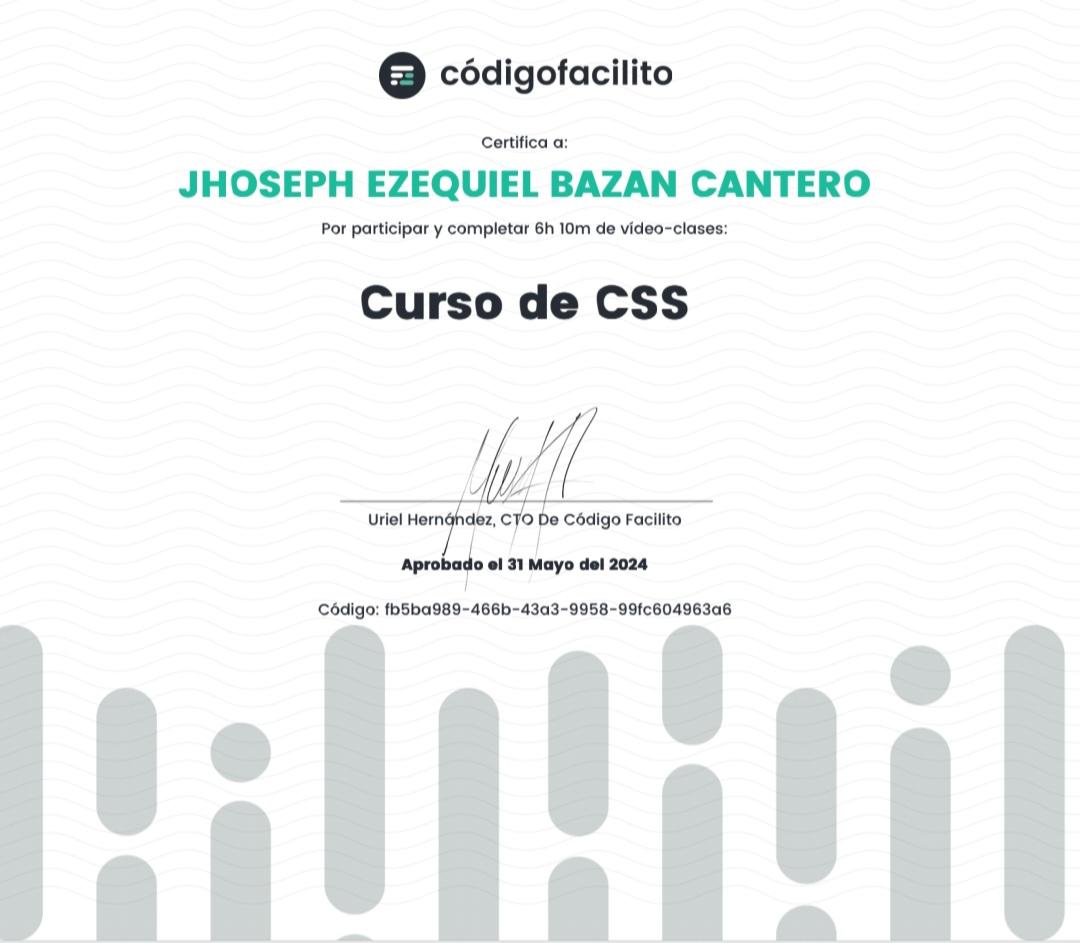 códigofacilito
Certifica a:
JHOSEPH EZEQUIEL BAZAN CANTERO
Por participar y completar 6h 10m de vídeo-clases:
Curso de CSS
Uriel Hernández, CTO De Código Facilito
Aprobado el 31 Mayo del 2024
Código: fb5ba989-466b-43a3-9958-99fc604963a6